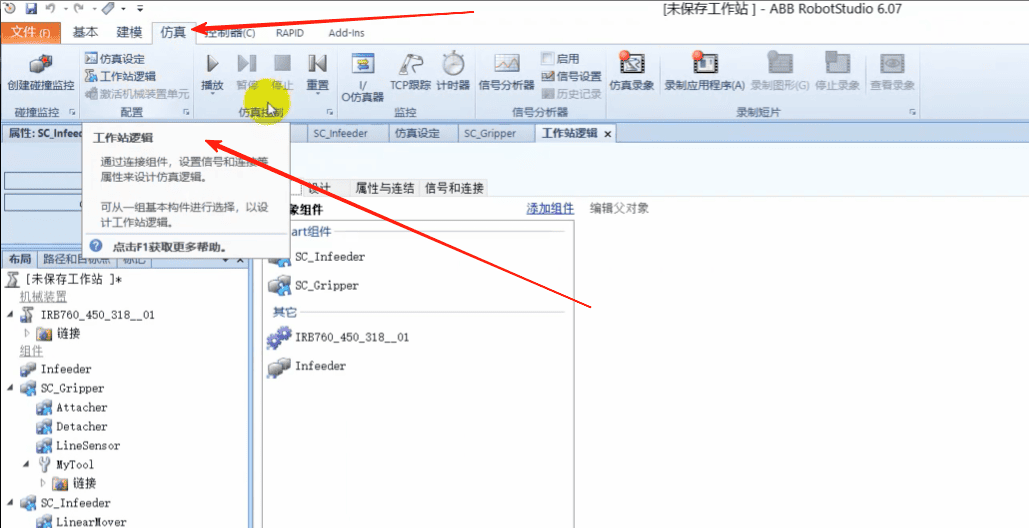 [未保存工作站 ] - ABB RobotStudio 6.07
文件(F) 基本 建模 仿真 控制器(C) RAPID Add-Ins
创建碰撞监控
仿真设定
工作站逻辑
激活机械装置单元
播放 暂停 停止 重置
I/
O仿真器
TCP跟踪 计时器 信号分析器
启用
信号设置
历史记录
仿真录象 录制应用程序(A) 录制图形(G) 停止录象 查看录象
碰撞监控 配置 仿真控制 监控 信号分析器 录制短片
属性: SC_Infeed
SC_Infeeder 仿真设定 SC_Gripper 工作站逻辑 ×
工作站逻辑
通过连接组件，设置信号和连接等
属性来设计仿真逻辑。
可从一组基本构件进行选择，以设
计工作站逻辑。
点击F1获取更多帮助。
设计 属性与连结 信号和连接
象组件 添加组件 编辑父对象
art组件
SC_Infeeder
SC_Gripper
其它
IRB760_450_318__01
Infeeder
布局 路径和目标点 标记
[未保存工作站 ]*
机械装置
IRB760_450_318__01
链接
组件
Infeeder
SC_Gripper
Attacher
Detacher
LineSensor
MyTool
链接
SC_Infeeder
LinearMover